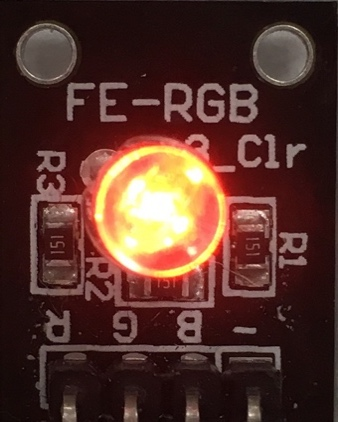 FE-RGB
3_Clr
R3
151
R2
151
151
R1
R G B -